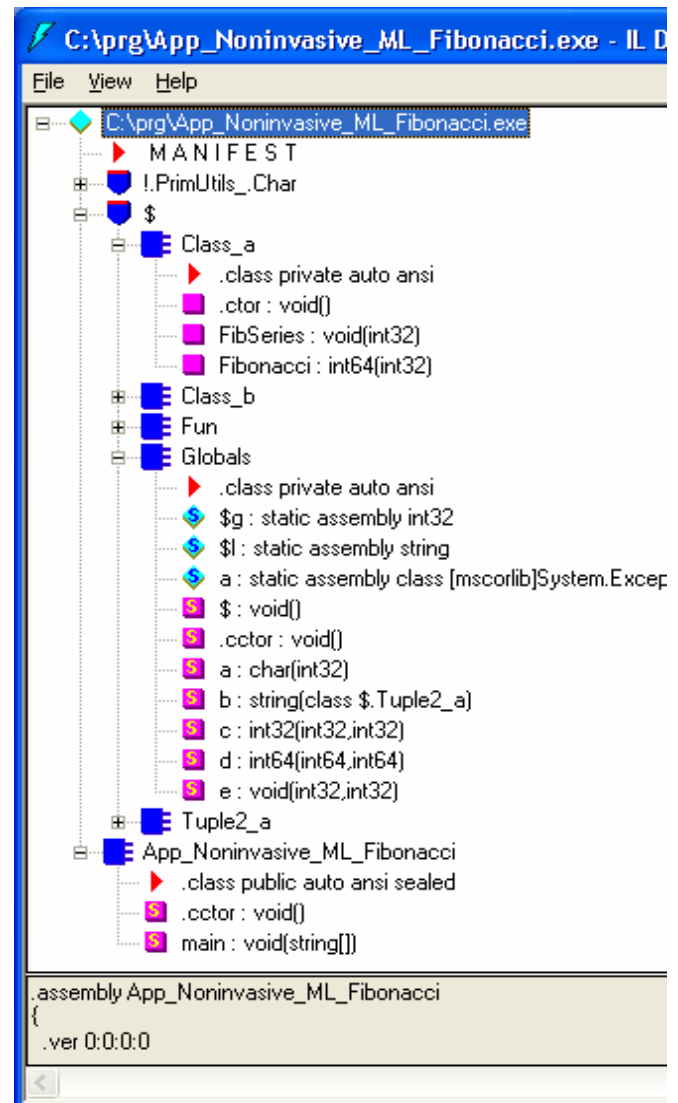 C:\prg\App_Noninvasive_ML_Fibonacci.exe - IL D
File View Help
C:\prg\App_Noninvasive_ML_Fibonacci.exe
M A N I F E S T
!.PrimUtils_.Char
$
Class_a
.class private auto ansi
.ctor : void()
FibSeries : void(int32)
Fibonacci : int64(int32)
Class_b
Fun
Globals
.class private auto ansi
$g : static assembly int32
$l : static assembly string
a : static assembly class [mscorlib]System.Excep
$ : void()
.cctor : void()
a : char(int32)
b : string(class $.Tuple2_a)
c : int32(int32,int32)
d : int64(int64,int64)
e : void(int32,int32)
Tuple2_a
App_Noninvasive_ML_Fibonacci
.class public auto ansi sealed
.cctor : void()
main : void(string[])
.assembly App_Noninvasive_ML_Fibonacci
{
.ver 0:0:0:0